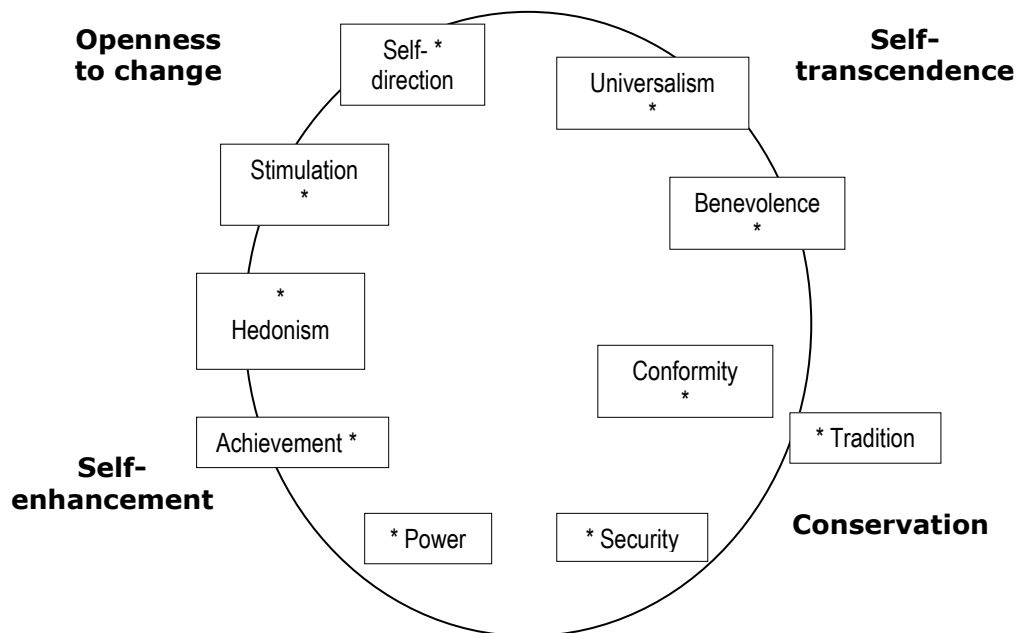 Openness
to change
Self- *
direction
Universalism
*
Self-
transcendence
Stimulation
*
Benevolence
*
*
Hedonism
Conformity
*
Achievement *
* Tradition
Self-
enhancement
* Power
* Security
Conservation